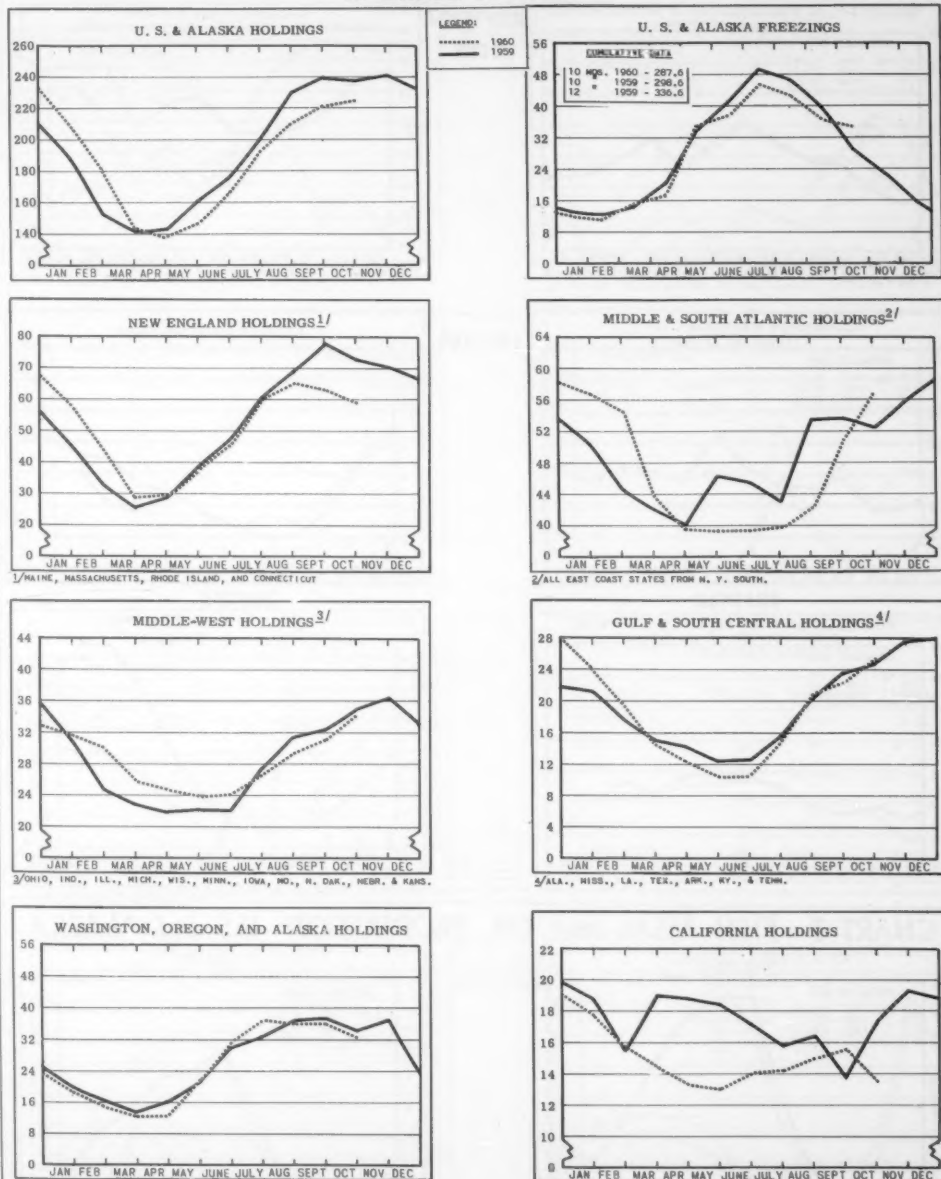 U. S. & ALASKA HOLDINGS
260
240
220
200
180
160
140
0
JAN FEB MAR APR MAY JUNE JULY AUG SEPT OCT NOV DEC
LEGEND:
1960
1959
U. S. & ALASKA FREEZINGS
CUMULATIVE DATA
10 MOS. 1960 - 287.6
10 " 1959 - 298.6
12 " 1959 - 336.6
56
48
40
32
24
16
8
0
JAN FEB MAR APR MAY JUNE JULY AUG SEPT OCT NOV DEC
NEW ENGLAND HOLDINGS 1/
80
70
60
50
40
30
20
0
JAN FEB MAR APR MAY JUNE JULY AUG SEPT OCT NOV DEC
1/MAINE, MASSACHUSETTS, RHODE ISLAND, AND CONNECTICUT
MIDDLE & SOUTH ATLANTIC HOLDINGS 2/
64
60
56
52
48
44
40
0
JAN FEB MAR APR MAY JUNE JULY AUG SEPT OCT NOV DEC
2/ALL EAST COAST STATES FROM N. Y. SOUTH.
MIDDLE-WEST HOLDINGS 3/
44
40
36
32
28
24
20
0
JAN FEB MAR APR MAY JUNE JULY AUG SEPT OCT NOV DEC
3/OHIO, IND., ILL., MICH., WIS., MINN., IOWA, MO., N. DAK., NEBR. & KANS.
GULF & SOUTH CENTRAL HOLDINGS 4/
28
24
20
16
12
8
4
0
JAN FEB MAR APR MAY JUNE JULY AUG SEPT OCT NOV DEC
4/ALA., MISS., LA., TEX., ARK., KY., & TENN.
WASHINGTON, OREGON, AND ALASKA HOLDINGS
56
48
40
32
24
16
8
0
JAN FEB MAR APR MAY JUNE JULY AUG SEPT OCT NOV DEC
CALIFORNIA HOLDINGS
22
20
18
16
14
12
10
0
JAN FEB MAR APR MAY JUNE JULY AUG SEPT OCT NOV DEC